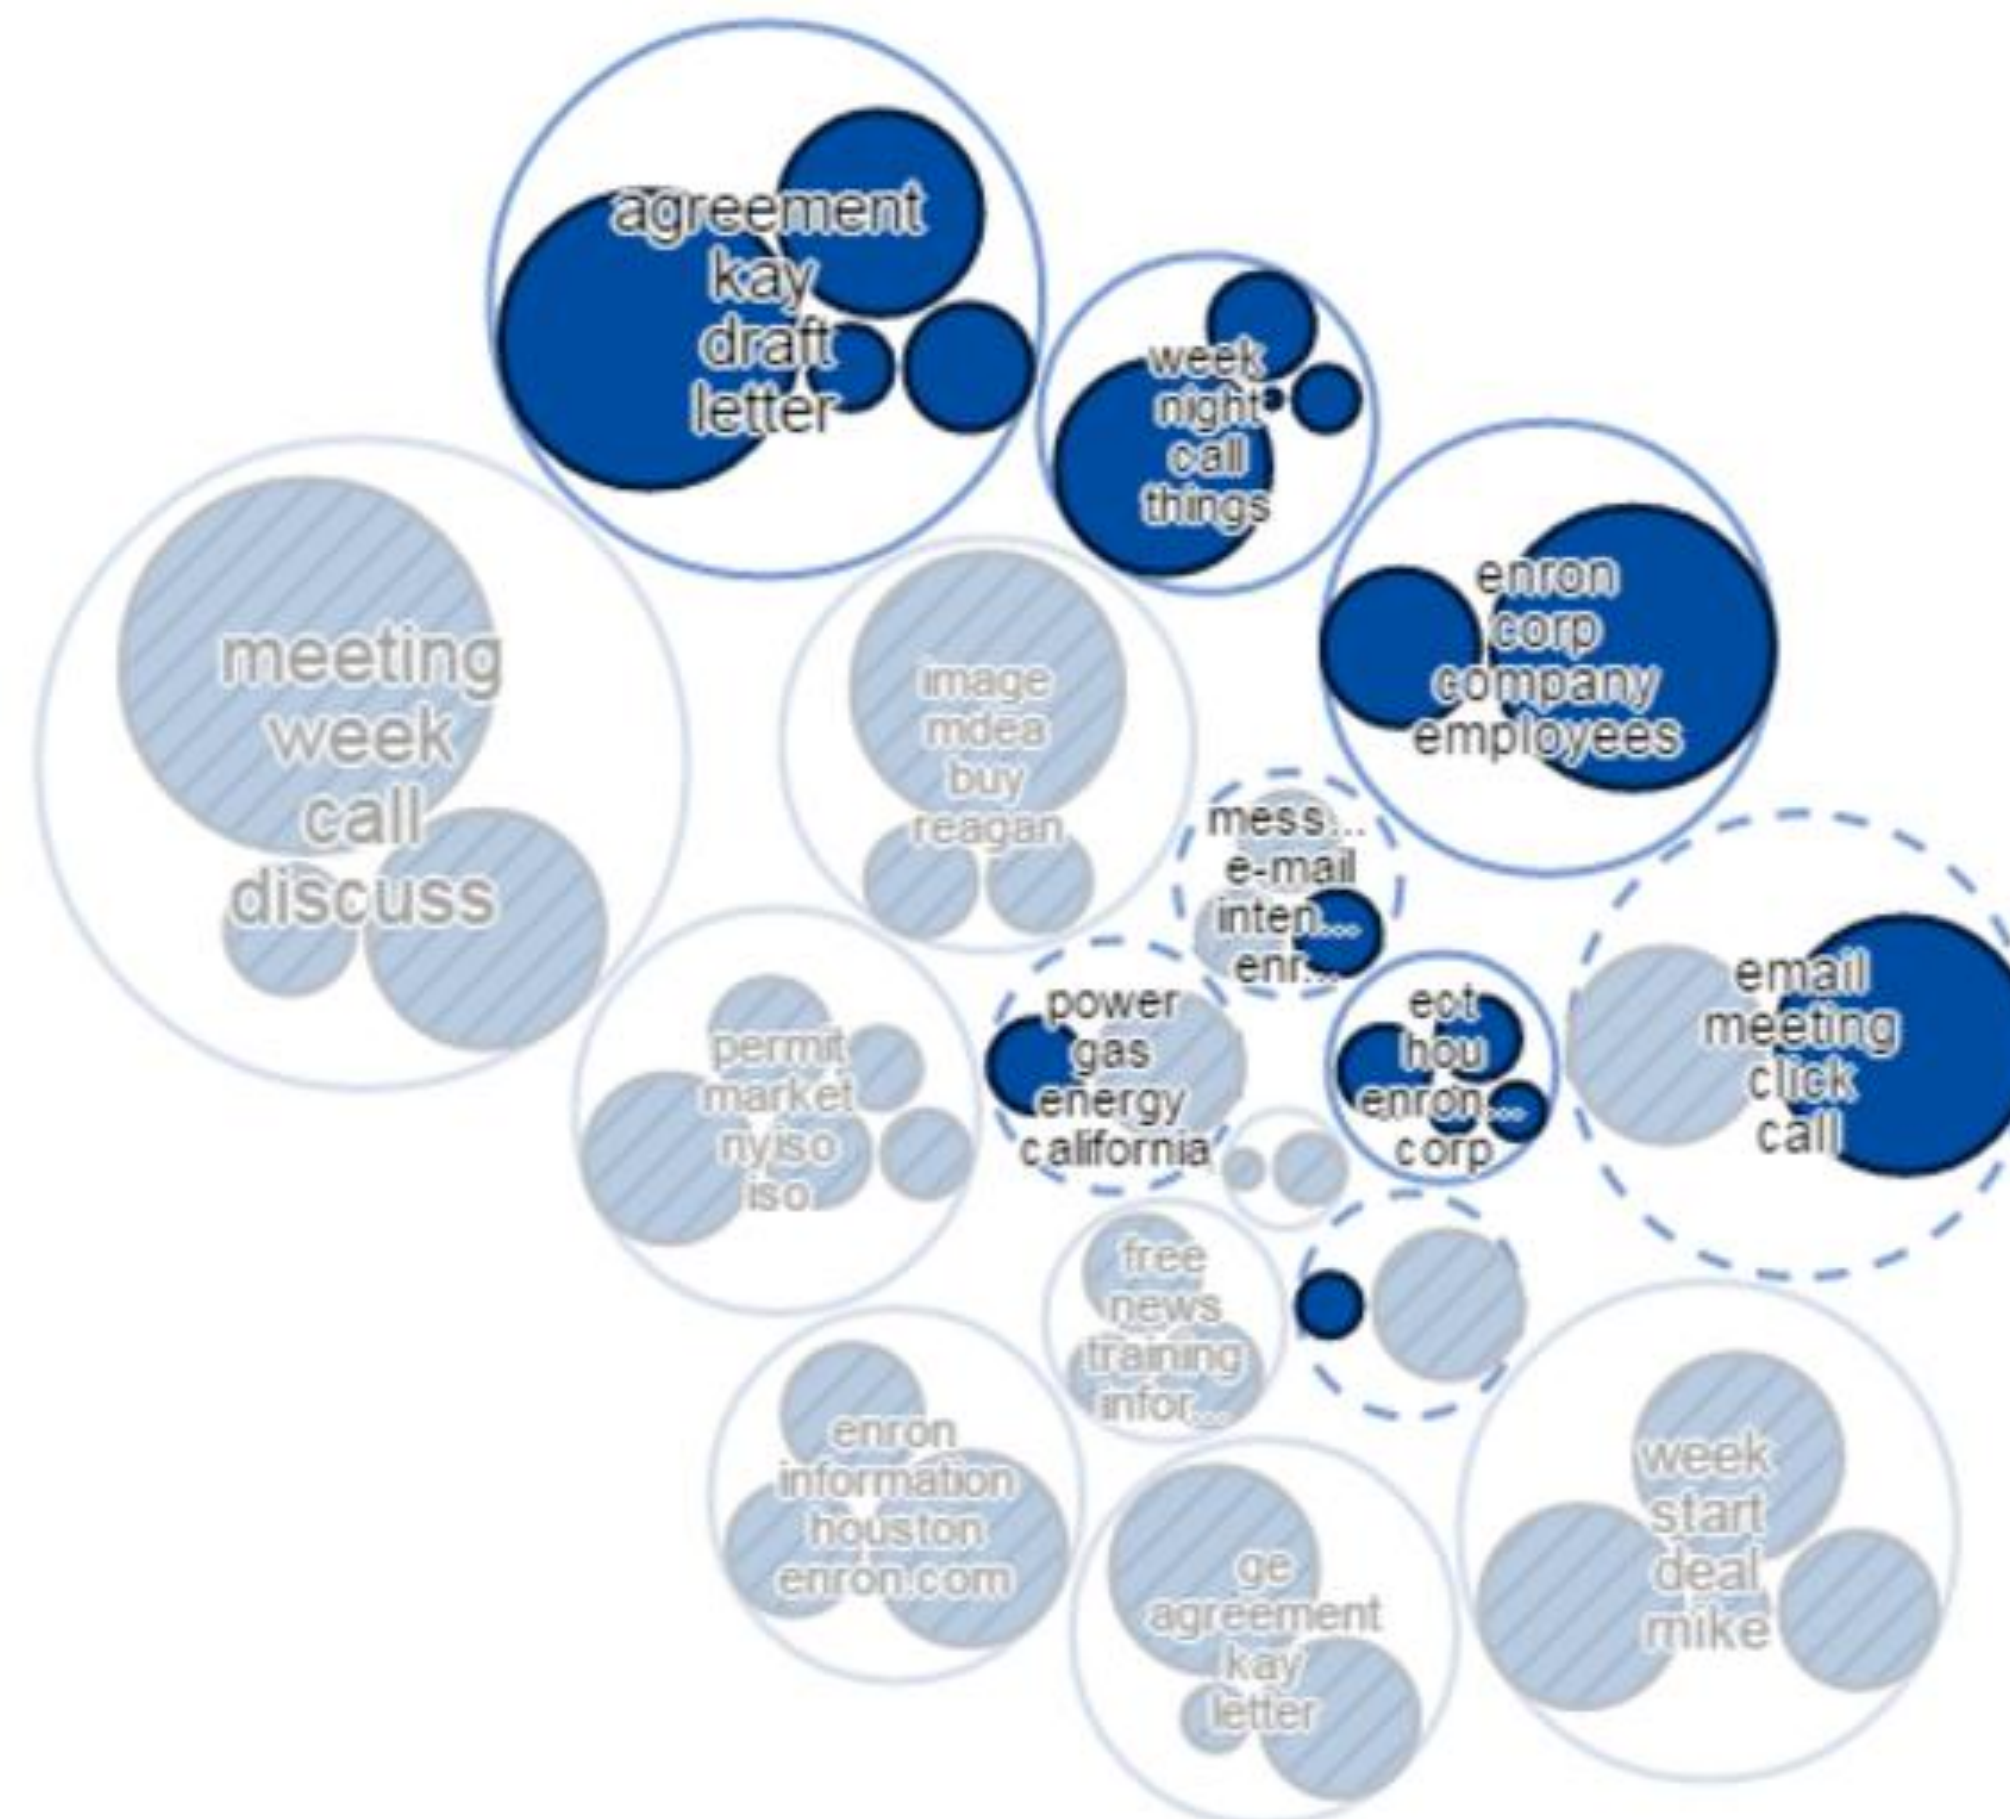 agreement
kay
draft
letter
week
night
call
things
enron
corp
company
employees
meeting
week
call
discuss
image
mdea
buy
reagan
mess...
e-mail
inten...
enr...
email
meeting
click
call
power
gas
energy
california
ect
hou
enron...
corp
permit
market
nyiso
iso
free
news
training
infor...
enron
information
houston
enron.com
week
start
deal
mike
ge
agreement
kay
letter